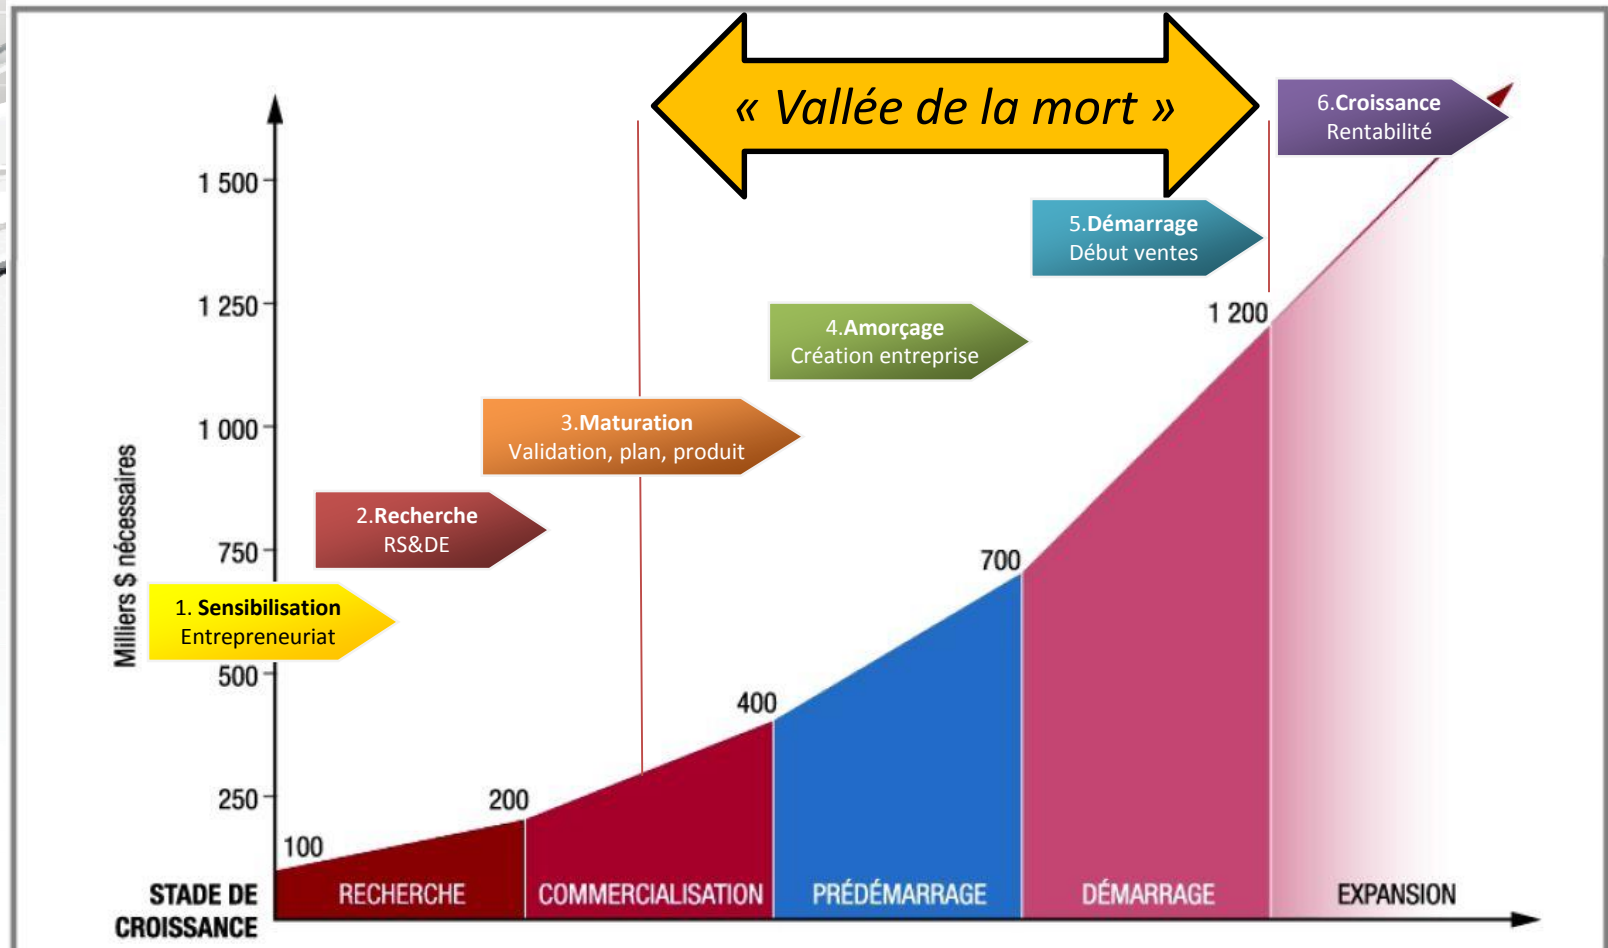 « Vallée de la mort »
6.Croissance
Rentabilité
1 500
5.Démarrage
Début ventes
1 250
1 200
4.Amorçage
Création entreprise
1 000
3.Maturation
Validation, plan, produit
Milliers $ nécessaires
2.Recherche
RS&DE
750
700
1. Sensibilisation
Entrepreneuriat
500
400
250
200
100
STADE DE
CROISSANCE
RECHERCHE
COMMERCIALISATION
PRÉDÉMARRAGE
DÉMARRAGE
EXPANSION